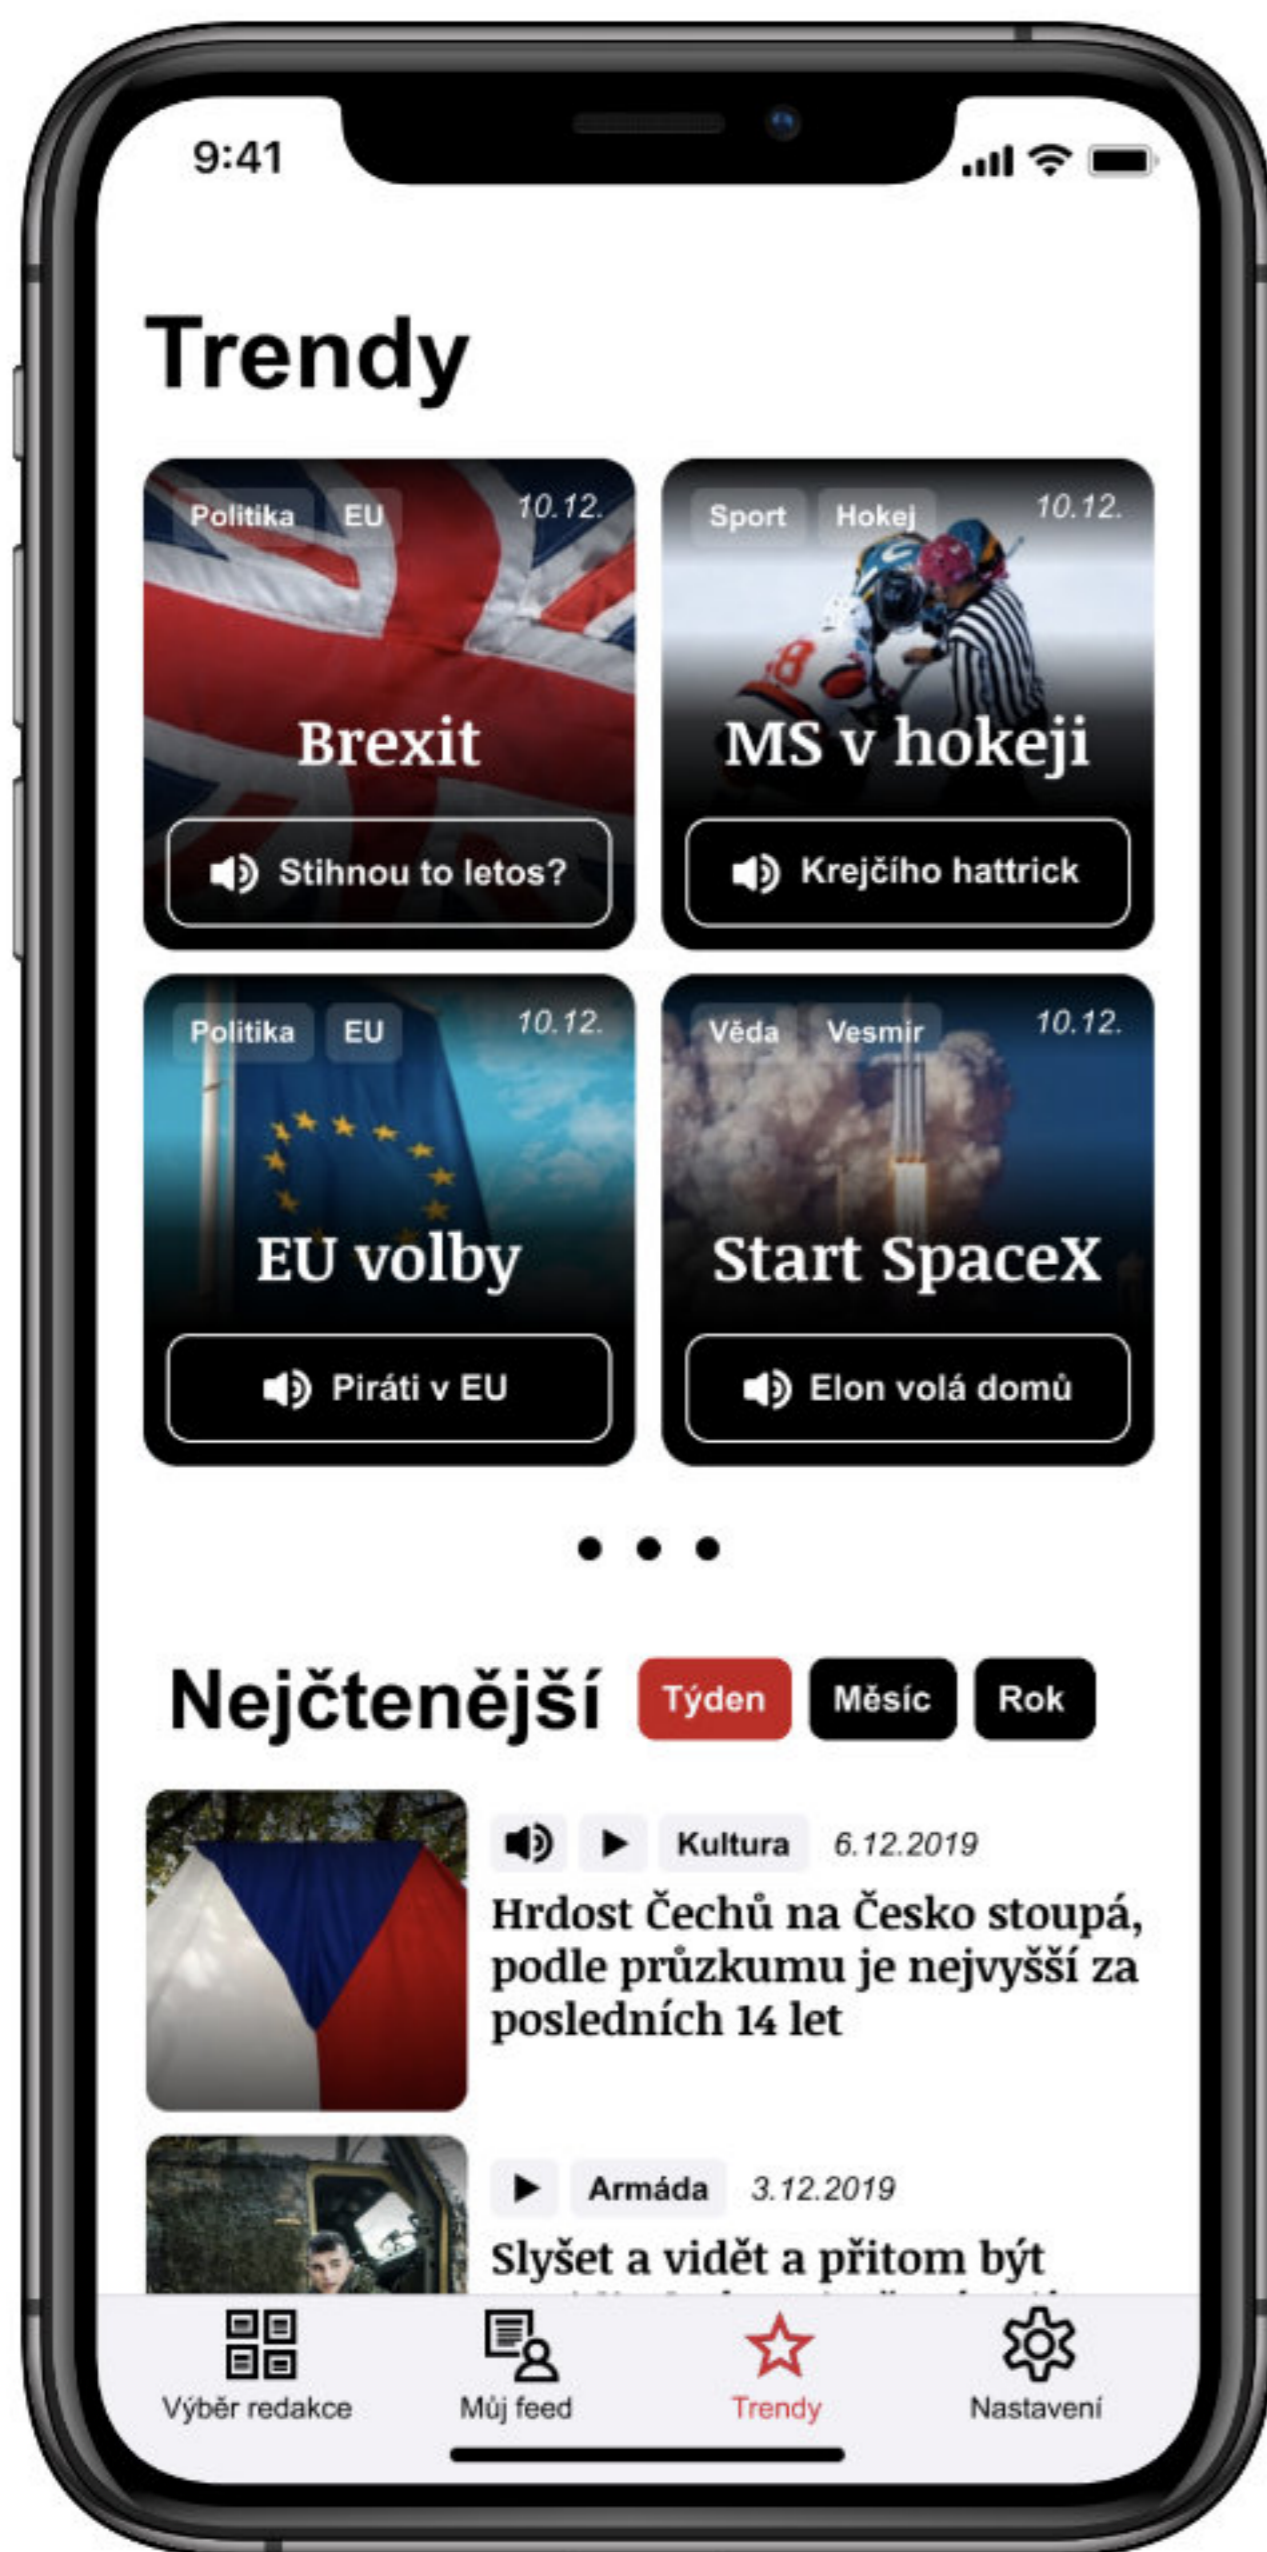 9:41
Trendy
Politika EU 10.12.
Brexit
Stihnou to letos?
Sport Hokej 10.12.
8
MS v hokeji
Krejčího hattrick
Politika EU 10.12.
EU volby
Piráti v EU
Věda Vesmír 10.12.
Start SpaceX
Elon volá domů
Nejčtenější Týden Měsíc Rok
Kultura 6.12.2019
Hrdost Čechů na Česko stoupá,
podle průzkumu je nejvyšší za
posledních 14 let
Armáda 3.12.2019
Slyšet a vidět a přitom být
Výběr redakce Můj feed Trendy Nastavení